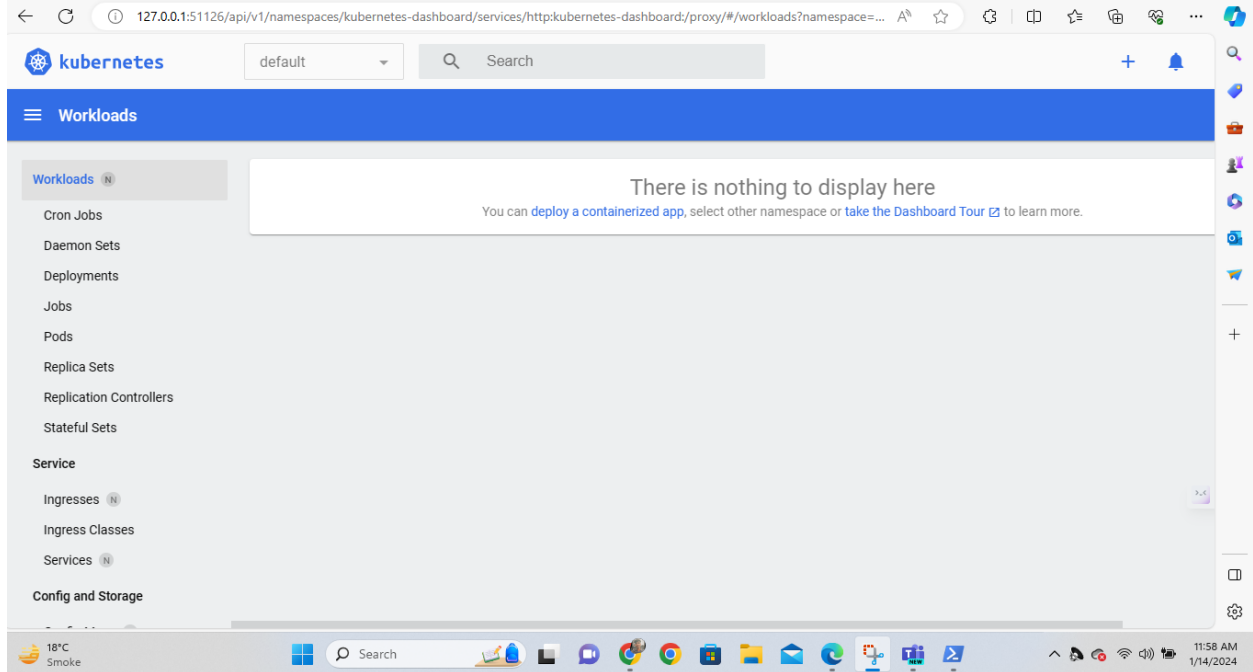 127.0.0.1:51126/api/v1/namespaces/kubernetes-dashboard/services/http:kubernetes-dashboard:/proxy/#/workloads?namespace=...
kubernetes
default
Search
Workloads
Workloads N
Cron Jobs
Daemon Sets
Deployments
Jobs
Pods
Replica Sets
Replication Controllers
Stateful Sets
Service
Ingresses N
Ingress Classes
Services N
Config and Storage
There is nothing to display here
You can deploy a containerized app, select other namespace or take the Dashboard Tour to learn more.
18°C
Smoke
Search
NEW
11:58 AM
1/14/2024